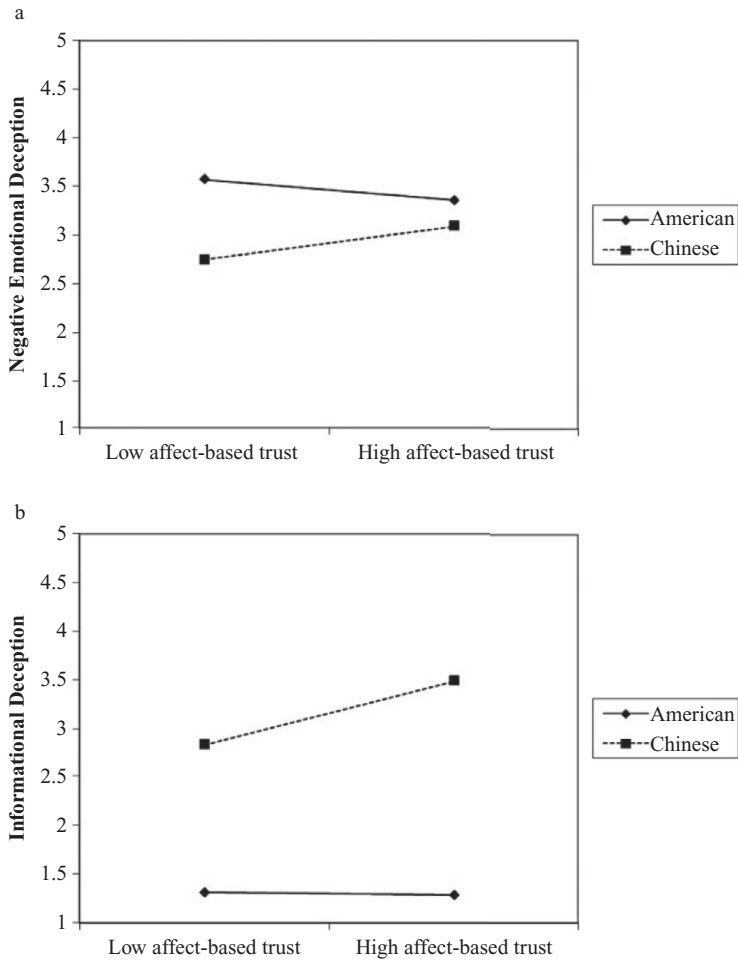 a
5
4.5
4
3.5
3
2.5
2
1.5
1
Negative Emotional Deception
Low affect-based trust
High affect-based trust
American
Chinese
b
5
4.5
4
3.5
3
2.5
2
1.5
1
Informational Deception
Low affect-based trust
High affect-based trust
American
Chinese